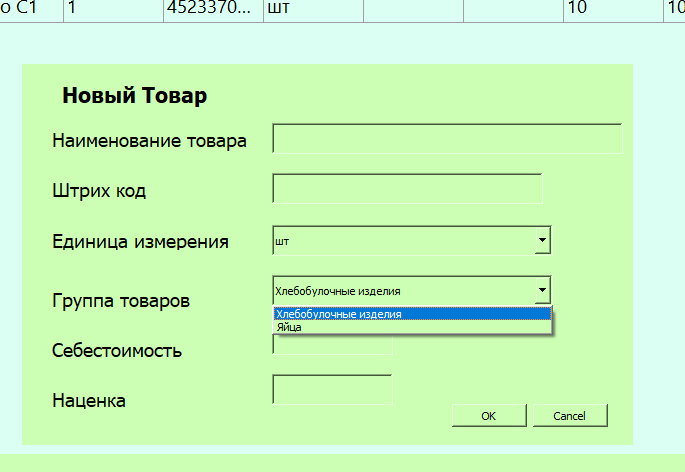 о С1 1 4523370... шт 10 10
Новый Товар
Наименование товара
Штрих код
Единица измерения шт
Группа товаров Хлебобулочные изделия
Хлебобулочные изделия
Яйца
Себестоимость
Наценка
OK Cancel